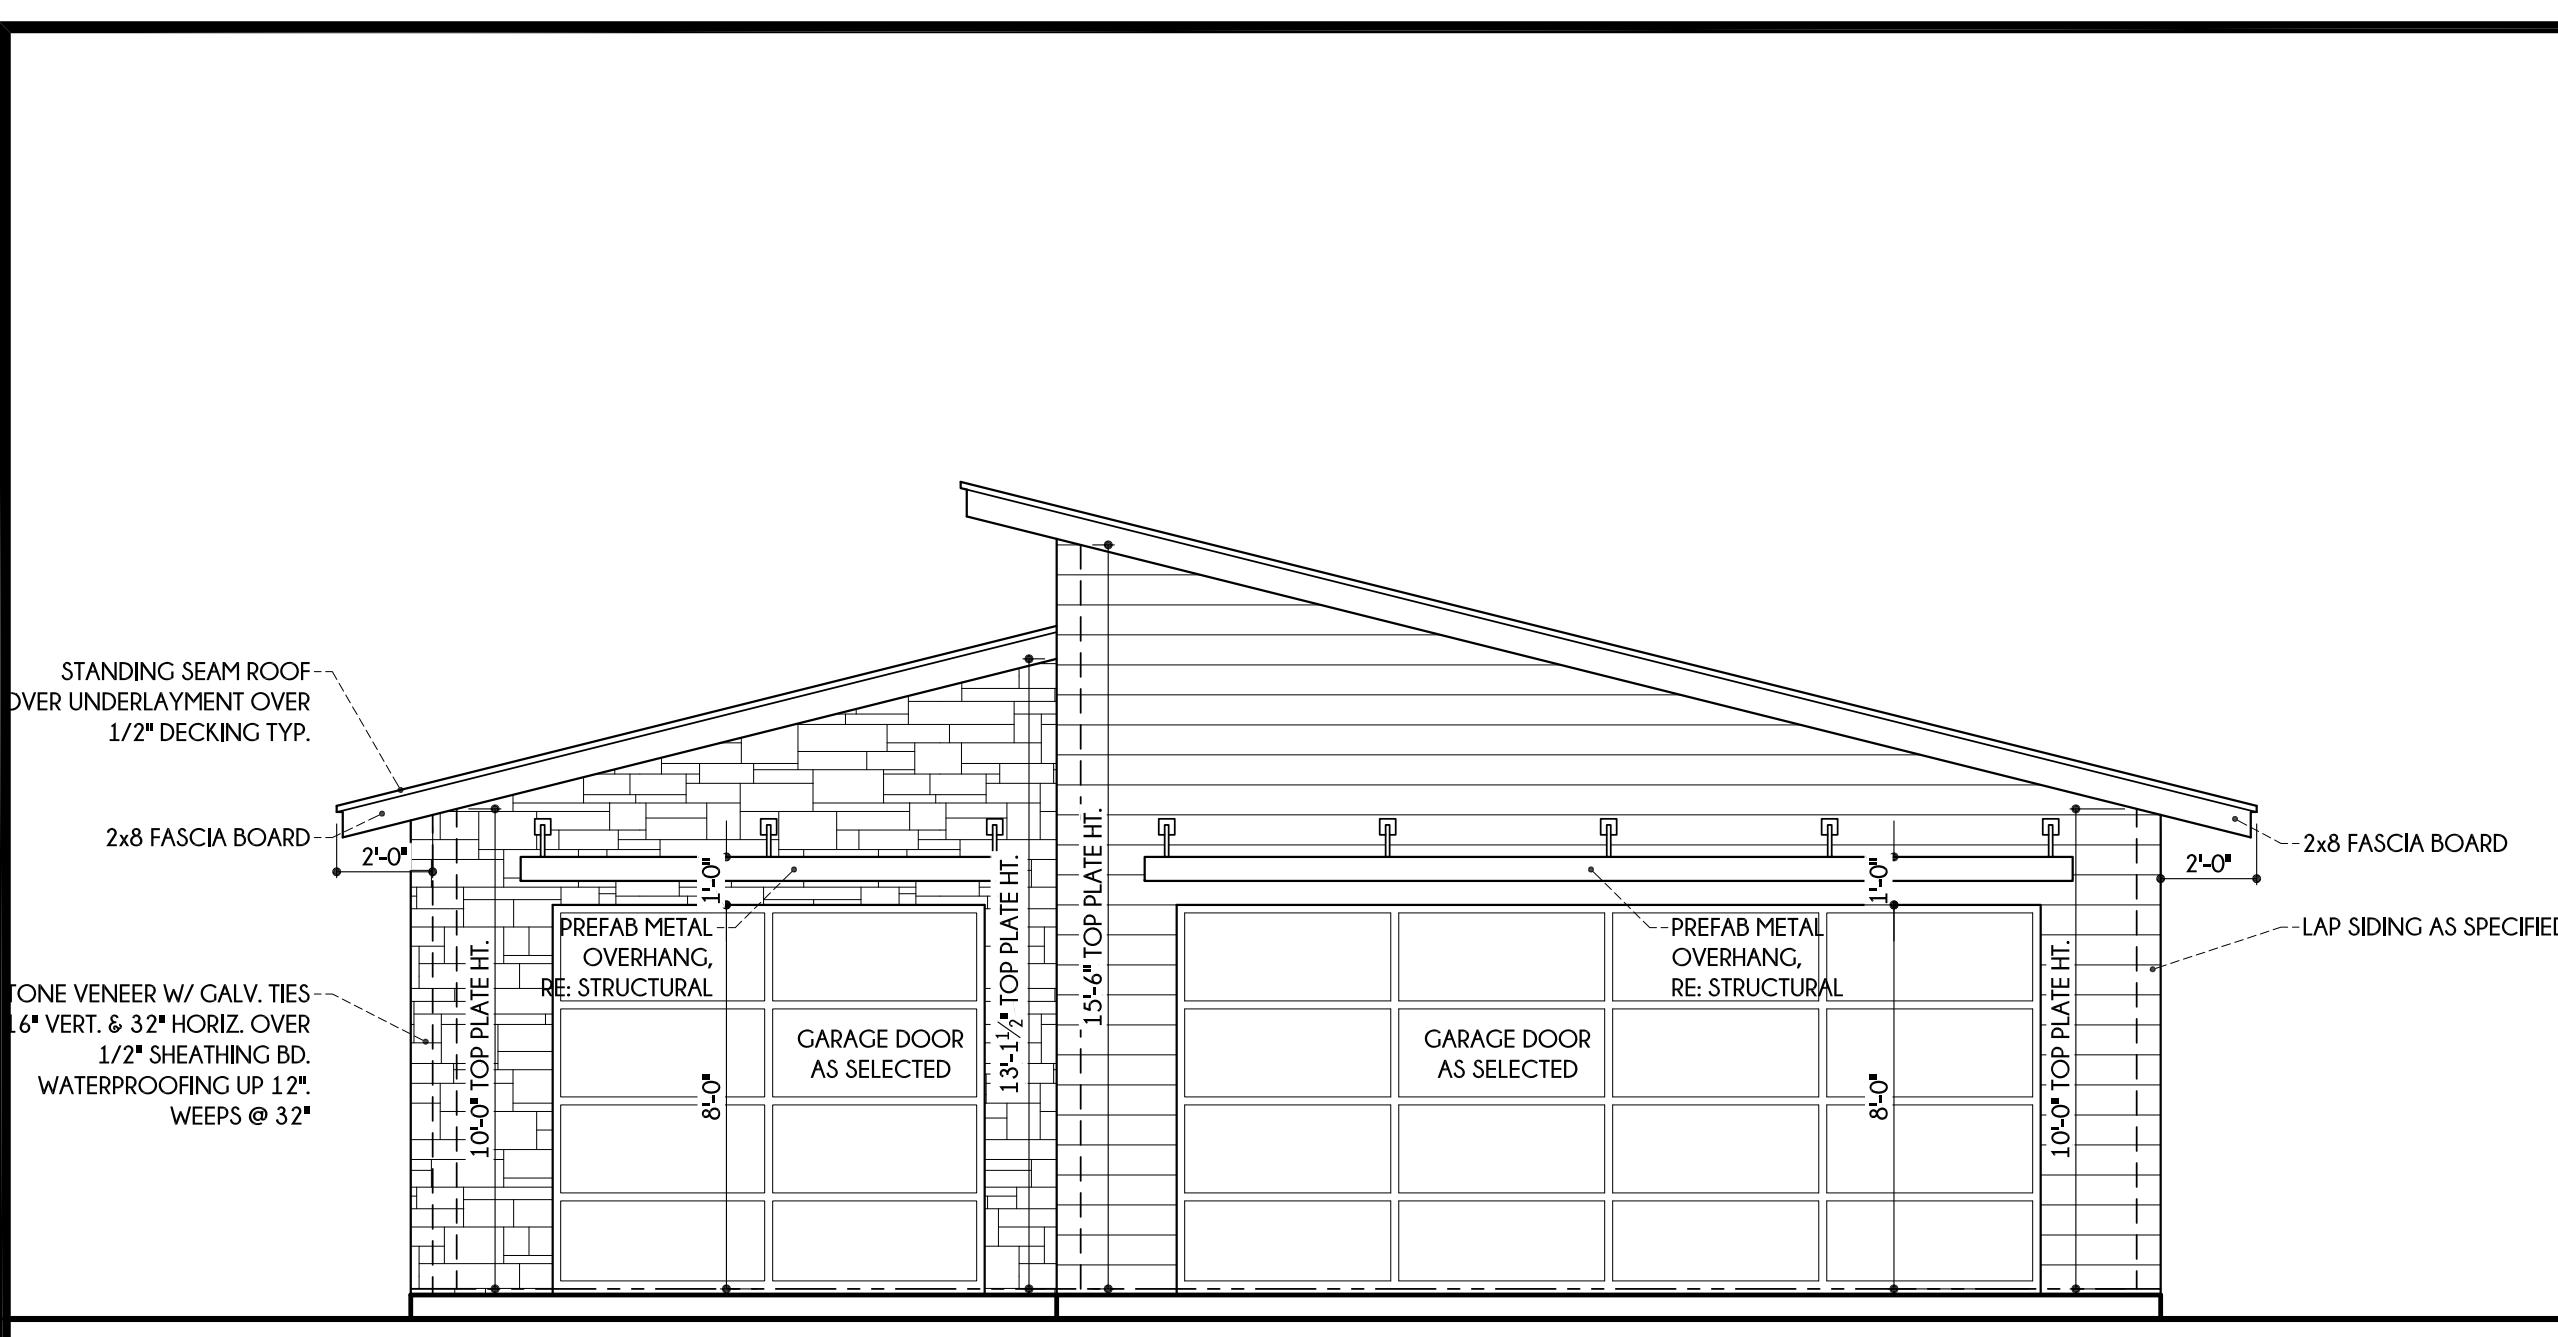 STANDING SEAM ROOF
OVER UNDERLAYMENT OVER
1/2" DECKING TYP.
2x8 FASCIA BOARD
2'-0"
TONE VENEER W/ GALV. TIES
16" VERT. & 32" HORIZ. OVER
1/2" SHEATHING BD.
WATERPROOFING UP 12".
WEEPS @ 32"
10'-0" TOP PLATE HT.
PREFAB METAL
OVERHANG,
RE: STRUCTURAL
1'-0"
8'-0"
GARAGE DOOR
AS SELECTED
13'-1 1/2" TOP PLATE HT.
15'-6" TOP PLATE HT.
GARAGE DOOR
AS SELECTED
PREFAB METAL
OVERHANG,
RE: STRUCTURAL
1'-0"
8'-0"
10'-0" TOP PLATE HT.
2x8 FASCIA BOARD
2'-0"
LAP SIDING AS SPECIFIED